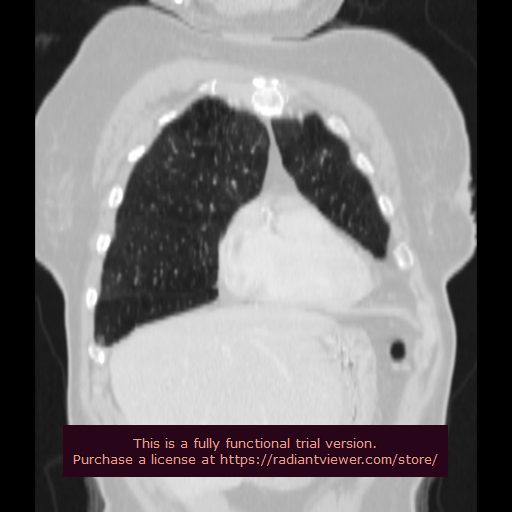 This is a fully functional trial version.
Purchase a license at https://radiantviewer.com/store/